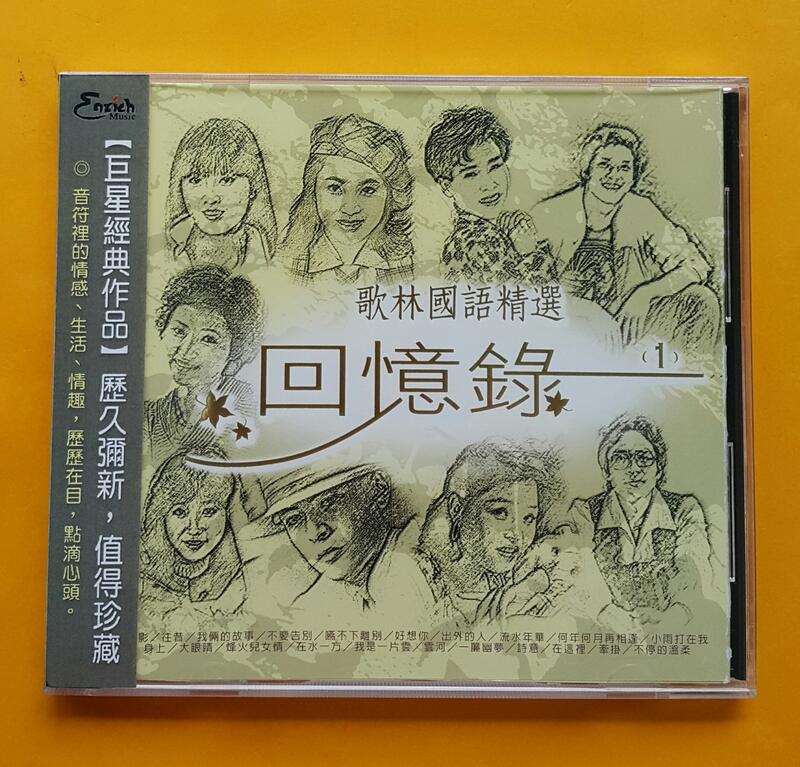 Enrich
Music
【巨星經典作品】歷久彌新，值得珍藏
◎ 音符裡的情感、生活、情趣，歷歷在目，點滴心頭。
歌林國語精選
回憶錄
(1)
影／往昔／我倆的故事／不要告別／嚥不下離別／好想你／出外的人／流水年華／何年何月再相逢／小雨打在我
身上／大眼睛／烽火兒女情／在水一方／我是一片雲／雲河／一簾幽夢／詩意／在這裡／牽掛／不停的溫柔